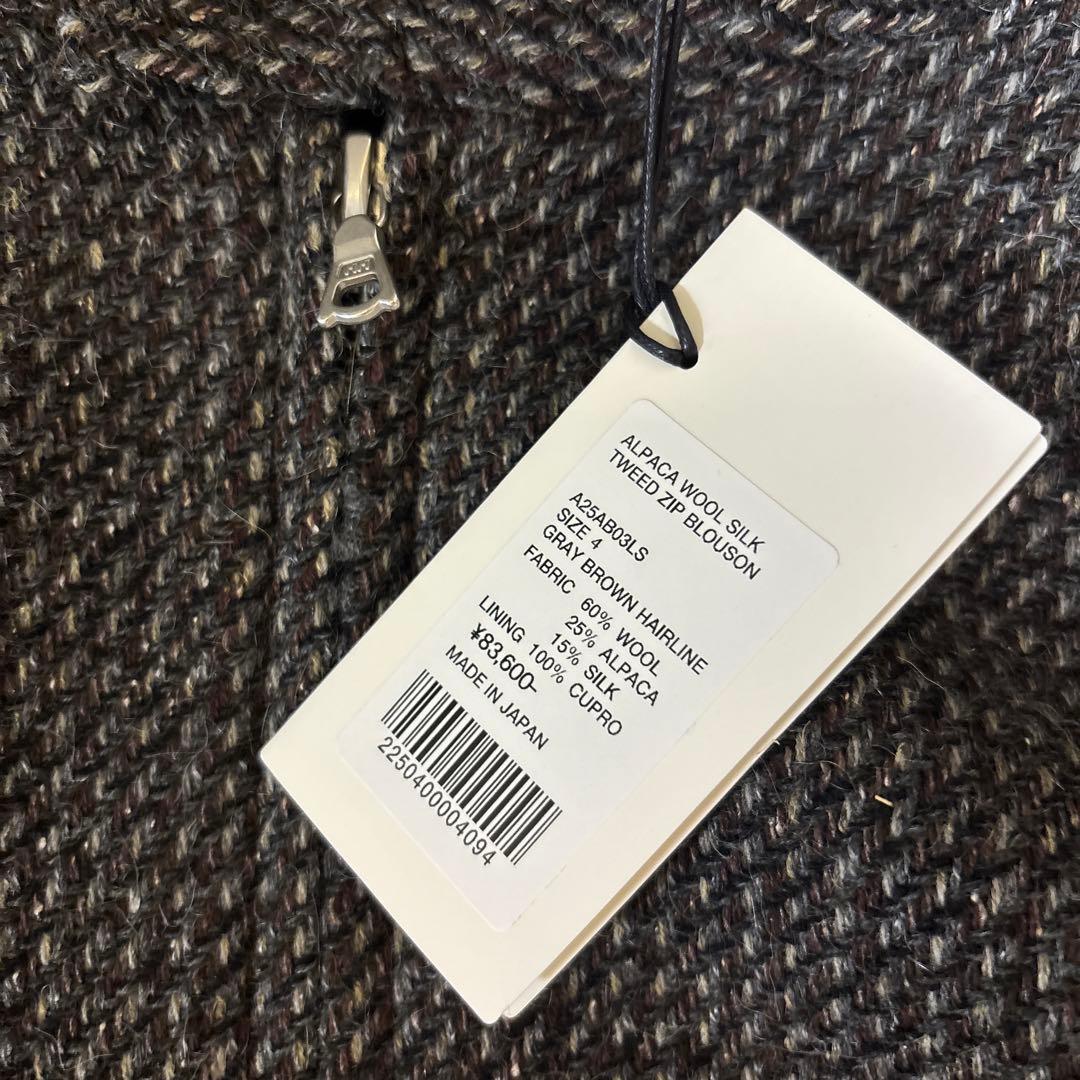 ALPACA WOOL SILK
TWEED ZIP BLOUSON
A25AB03LS
SIZE 4
GRAY BROWN HAIRLINE
FABRIC 60% WOOL
25% ALPACA
15% SILK
LINING 100% CUPRO
¥83,600-
MADE IN JAPAN
2250400004094